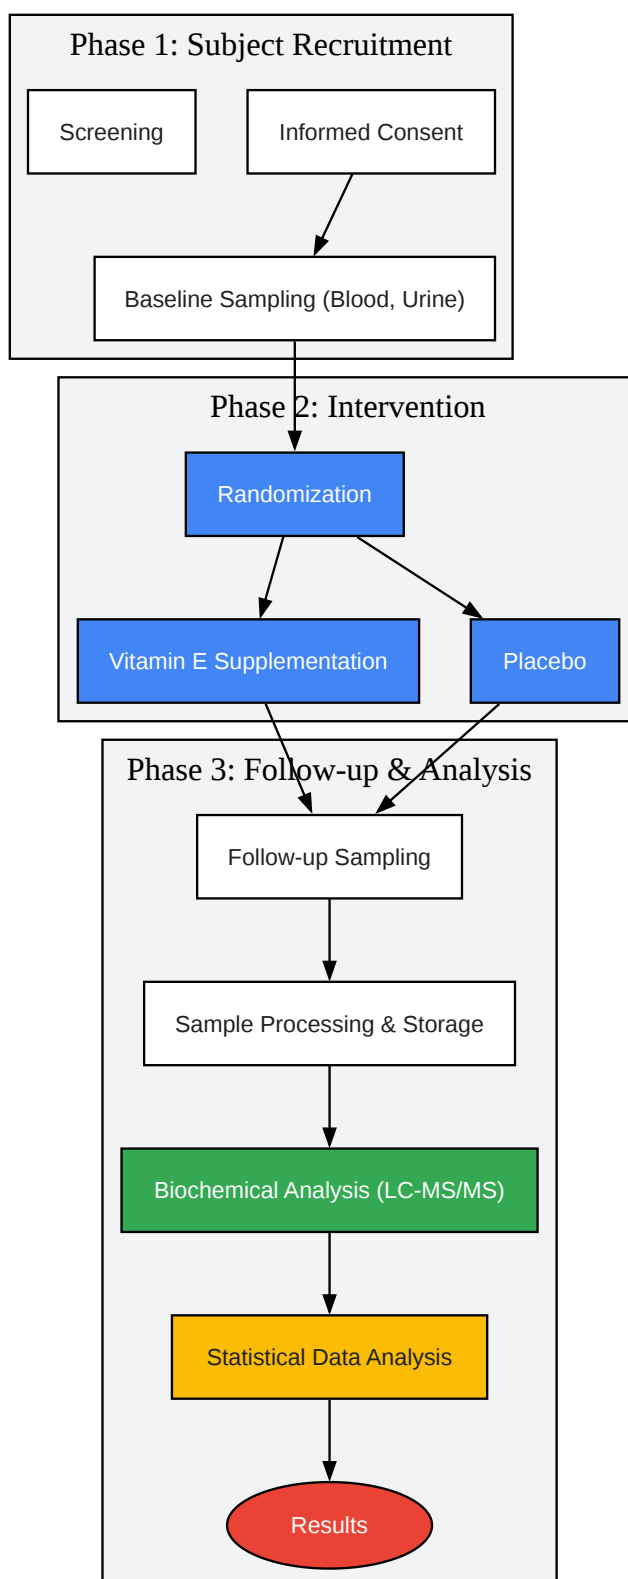 Phase 1: Subject Recruitment
Screening
Informed Consent
Baseline Sampling (Blood, Urine)
Phase 2: Intervention
Randomization
Vitamin E Supplementation
Placebo
Phase 3: Follow-up & Analysis
Follow-up Sampling
Sample Processing & Storage
Biochemical Analysis (LC-MS/MS)
Statistical Data Analysis
Results